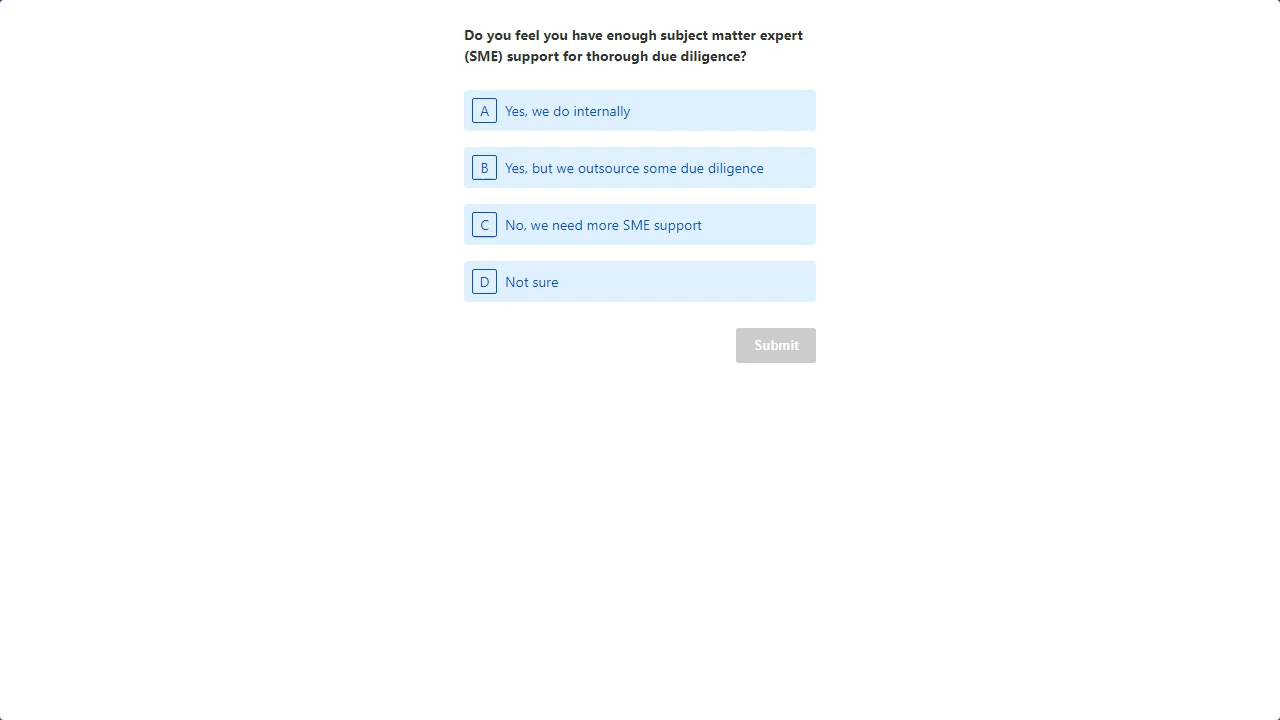 Do you feel you have enough subject matter expert
(SME) support for thorough due diligence?
A Yes, we do internally
B Yes, but we outsource some due diligence
C No, we need more SME support
D Not sure
Submit